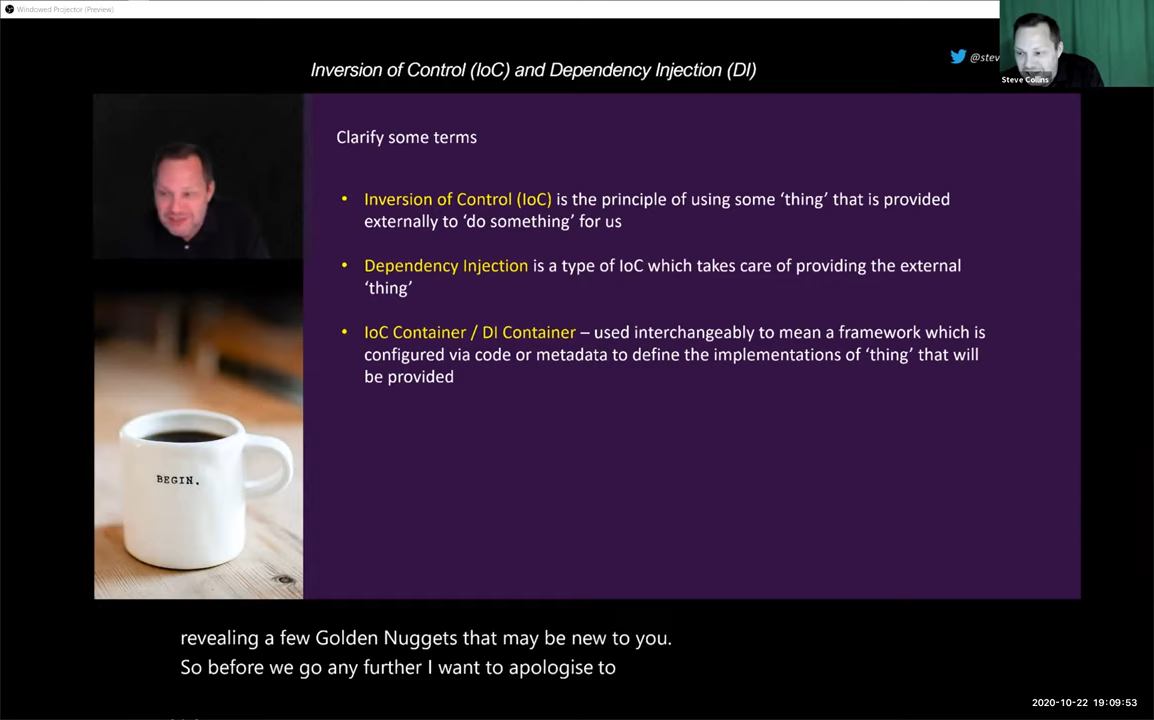 Windowed Projector (Preview)
Inversion of Control (IoC) and Dependency Injection (DI)
@stev
Steve Collins
Clarify some terms
• Inversion of Control (IoC) is the principle of using some ‘thing’ that is provided
externally to ‘do something’ for us
• Dependency Injection is a type of IoC which takes care of providing the external
‘thing’
• IoC Container / DI Container – used interchangeably to mean a framework which is
configured via code or metadata to define the implementations of ‘thing’ that will
be provided
BEGIN.
revealing a few Golden Nuggets that may be new to you.
So before we go any further I want to apologise to
2020-10-22 19:09:53